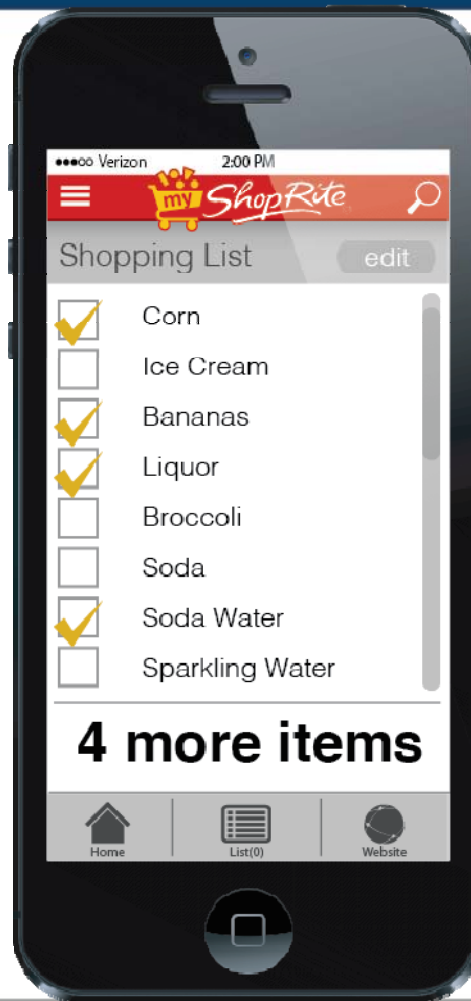 Verizon 2:00 PM
my ShopRite
Shopping List edit
Corn
Ice Cream
Bananas
Liquor
Broccoli
Soda
Soda Water
Sparkling Water
4 more items
Home List(0) Website